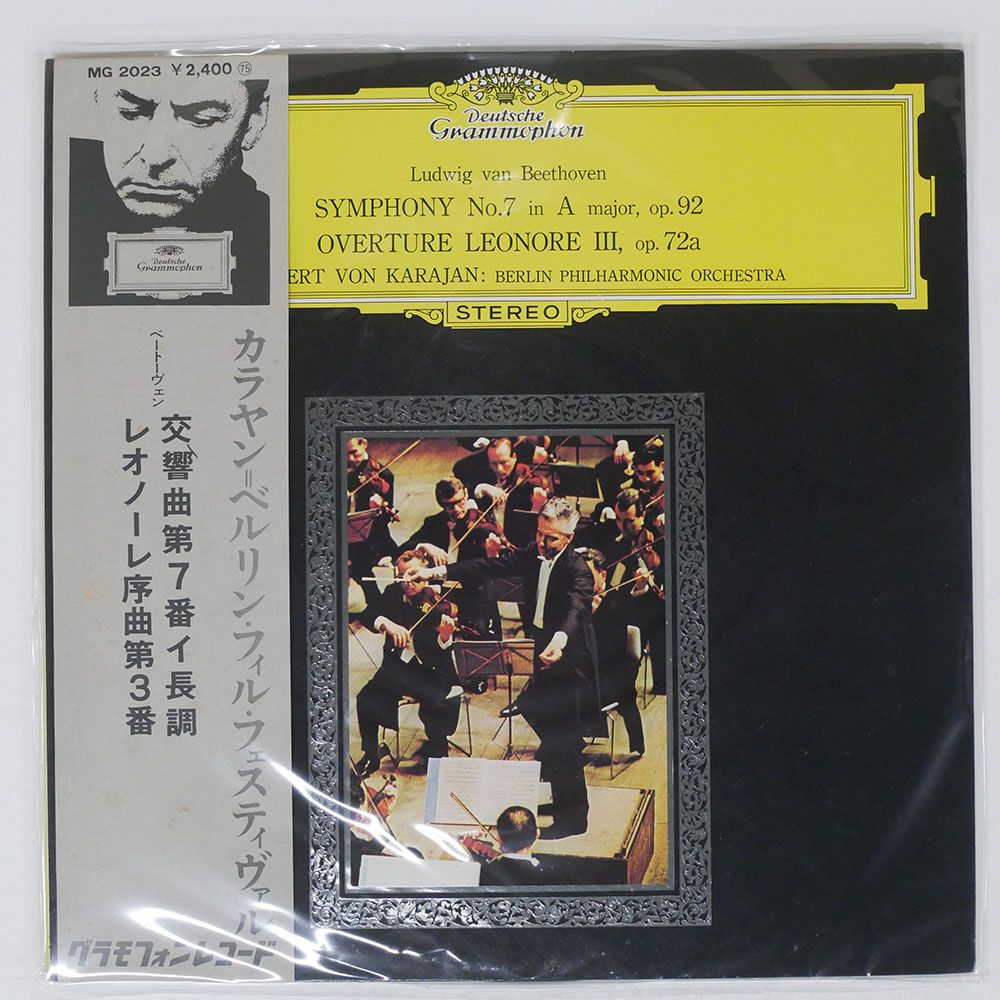 MG 2023 ¥2,400 ㊆
Deutsche
Grammophon
カラヤン=ベルリン・フィル・フェスティヴァル
ベートーヴェン
交響曲第7番イ長調
レオノーレ序曲第3番
グラモフォンレコード
Deutsche
Grammophon
Ludwig van Beethoven
SYMPHONY No.7 in A major, op.92
OVERTURE LEONORE III, op.72a
ERT VON KARAJAN: BERLIN PHILHARMONIC ORCHESTRA
STEREO